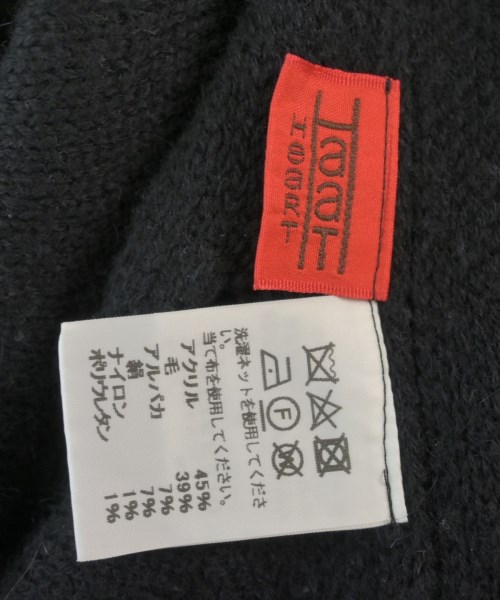 F
洗濯ネットを使用してくださ
い。
当て布を使用してください。
アクリル 45%
毛 39%
アルパカ 7%
絹 7%
ナイロン 1%
ポリウレタン 1%